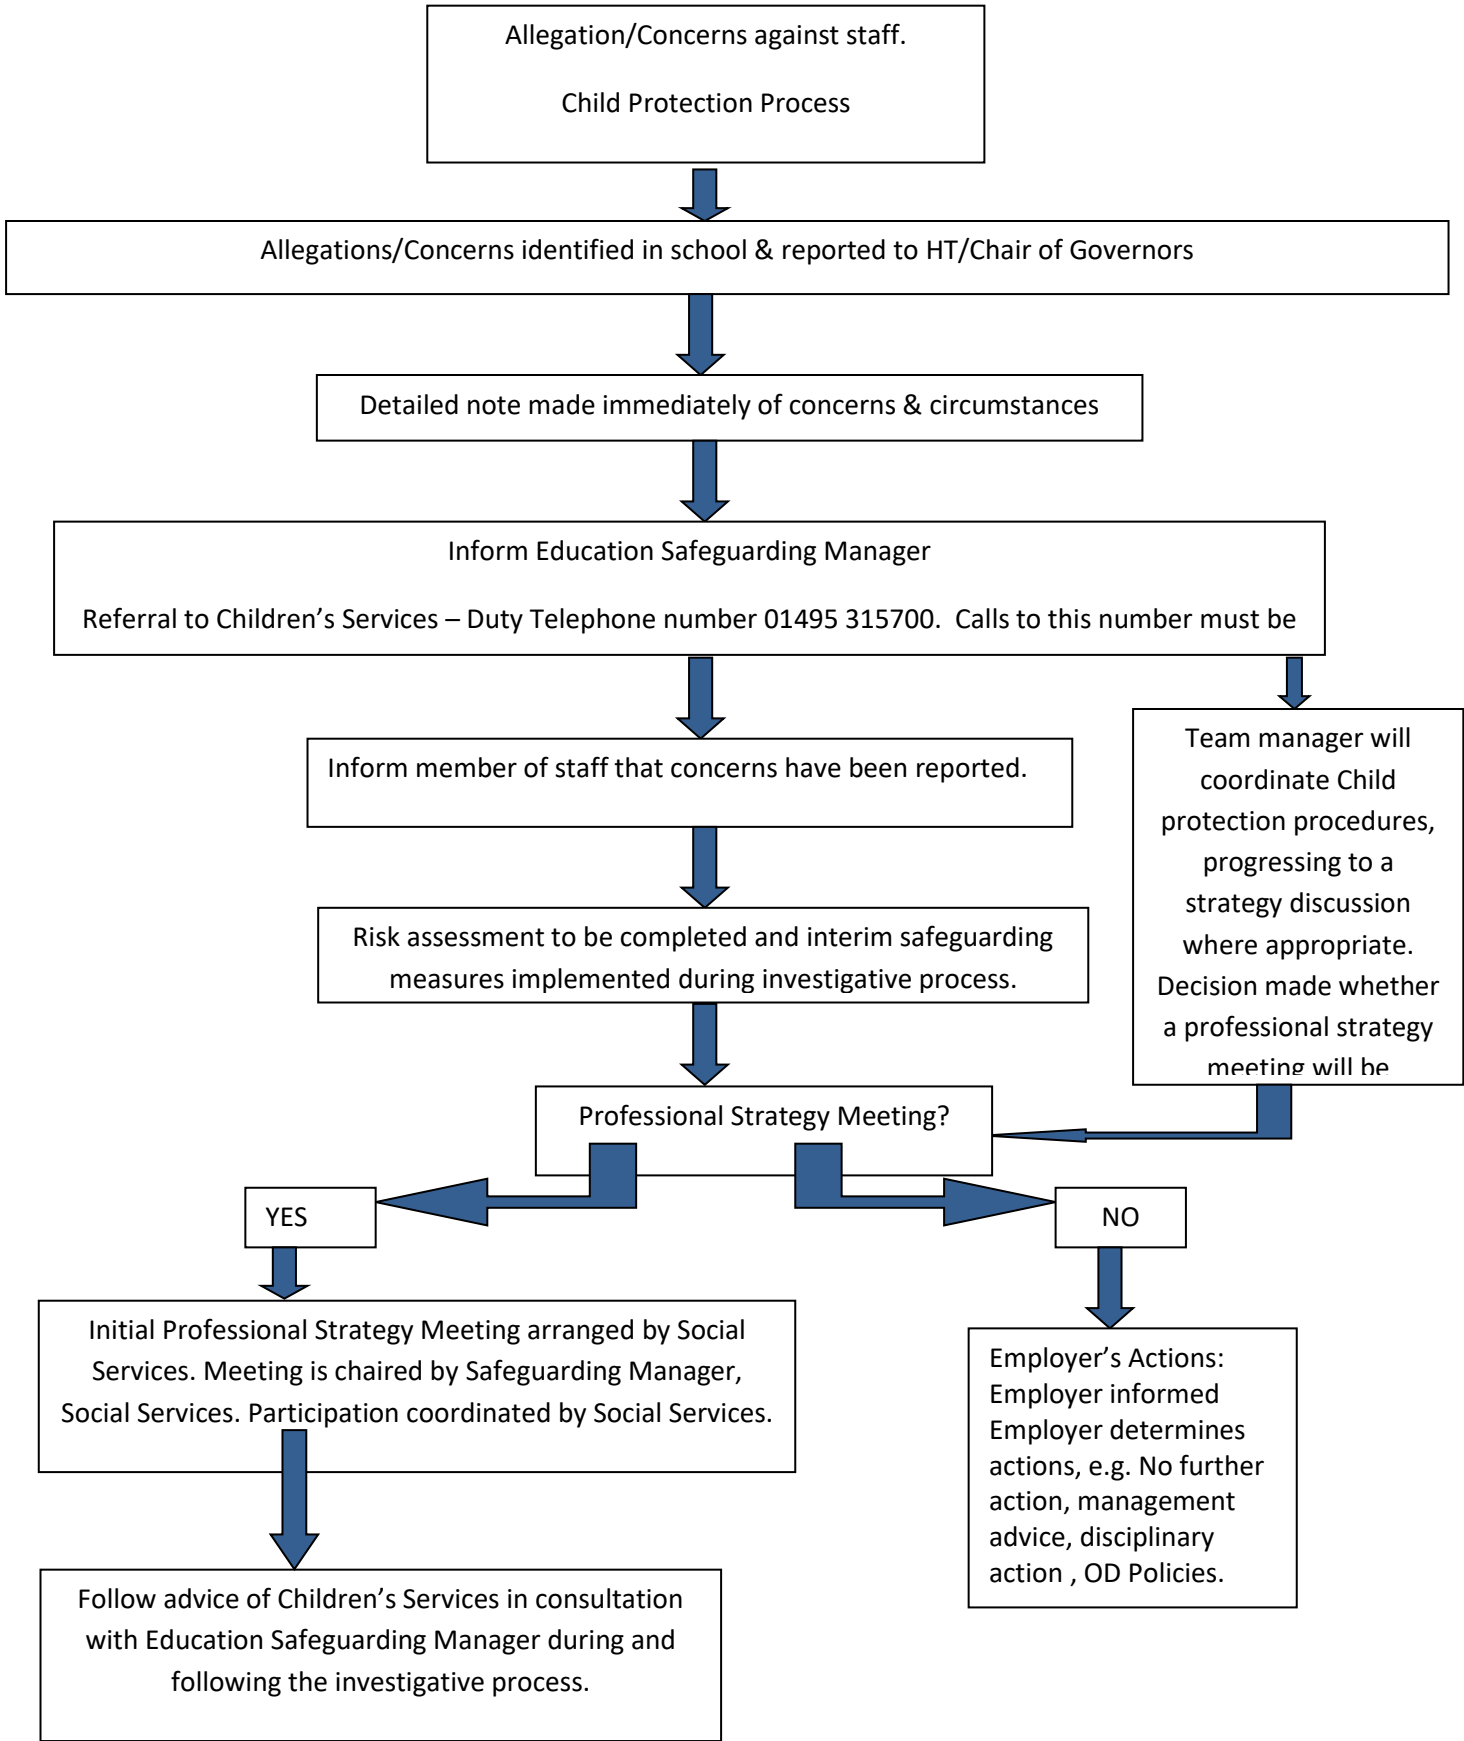 Allegation/Concerns against staff.
Child Protection Process
Allegations/Concerns identified in school & reported to HT/Chair of Governors
Detailed note made immediately of concerns & circumstances
Inform Education Safeguarding Manager
Referral to Children’s Services – Duty Telephone number 01495 315700.  Calls to this number must be
Inform member of staff that concerns have been reported.
Team manager will
coordinate Child
protection procedures,
progressing to a
strategy discussion
where appropriate.
Decision made whether
a professional strategy
meeting will be
Risk assessment to be completed and interim safeguarding
measures implemented during investigative process.
Professional Strategy Meeting?
YES
NO
Initial Professional Strategy Meeting arranged by Social
Services. Meeting is chaired by Safeguarding Manager,
Social Services. Participation coordinated by Social Services.
Employer’s Actions:
Employer informed
Employer determines
actions, e.g. No further
action, management
advice, disciplinary
action , OD Policies.
Follow advice of Children’s Services in consultation
with Education Safeguarding Manager during and
following the investigative process.